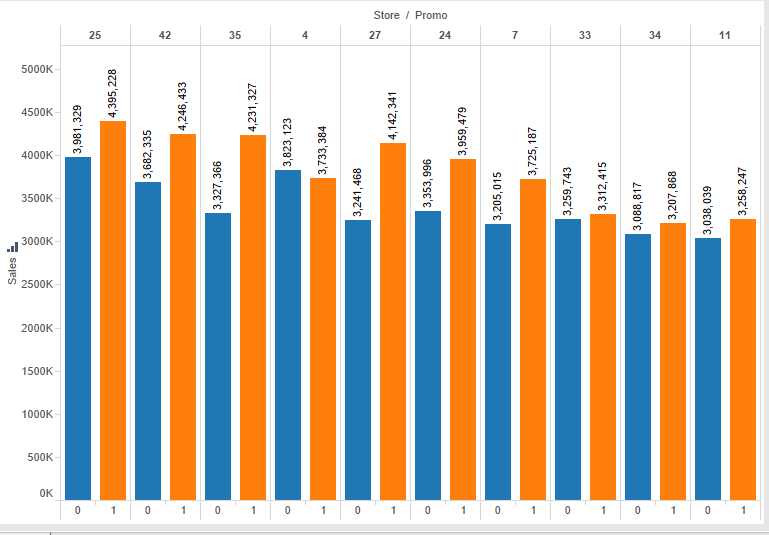 Store / Promo
25 42 35 4 27 24 7 33 34 11
5000K
4500K
4000K
3500K
3000K
2500K
2000K
1500K
1000K
500K
0K
Sales
3,981,329
4,395,228
3,682,335
4,246,433
3,327,366
4,231,327
3,823,123
3,733,384
3,241,468
4,142,341
3,353,996
3,959,479
3,205,015
3,725,187
3,259,743
3,312,415
3,088,817
3,207,868
3,038,039
3,258,247
0 1 0 1 0 1 0 1 0 1 0 1 0 1 0 1 0 1 0 1